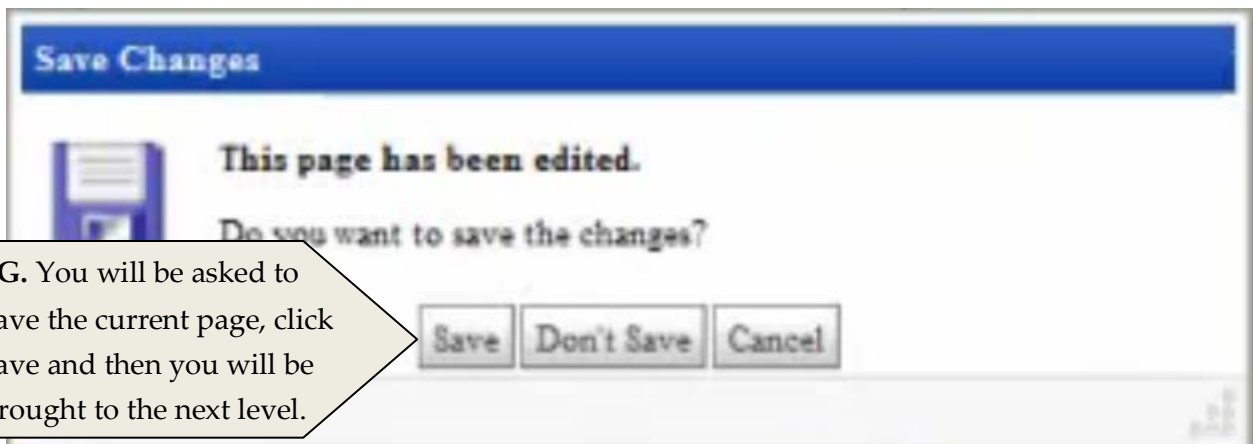 Save Changes
This page has been edited.
Do you want to save the changes?
G. You will be asked to
ave the current page, click
ave and then you will be
rought to the next level.
Save Don't Save Cancel